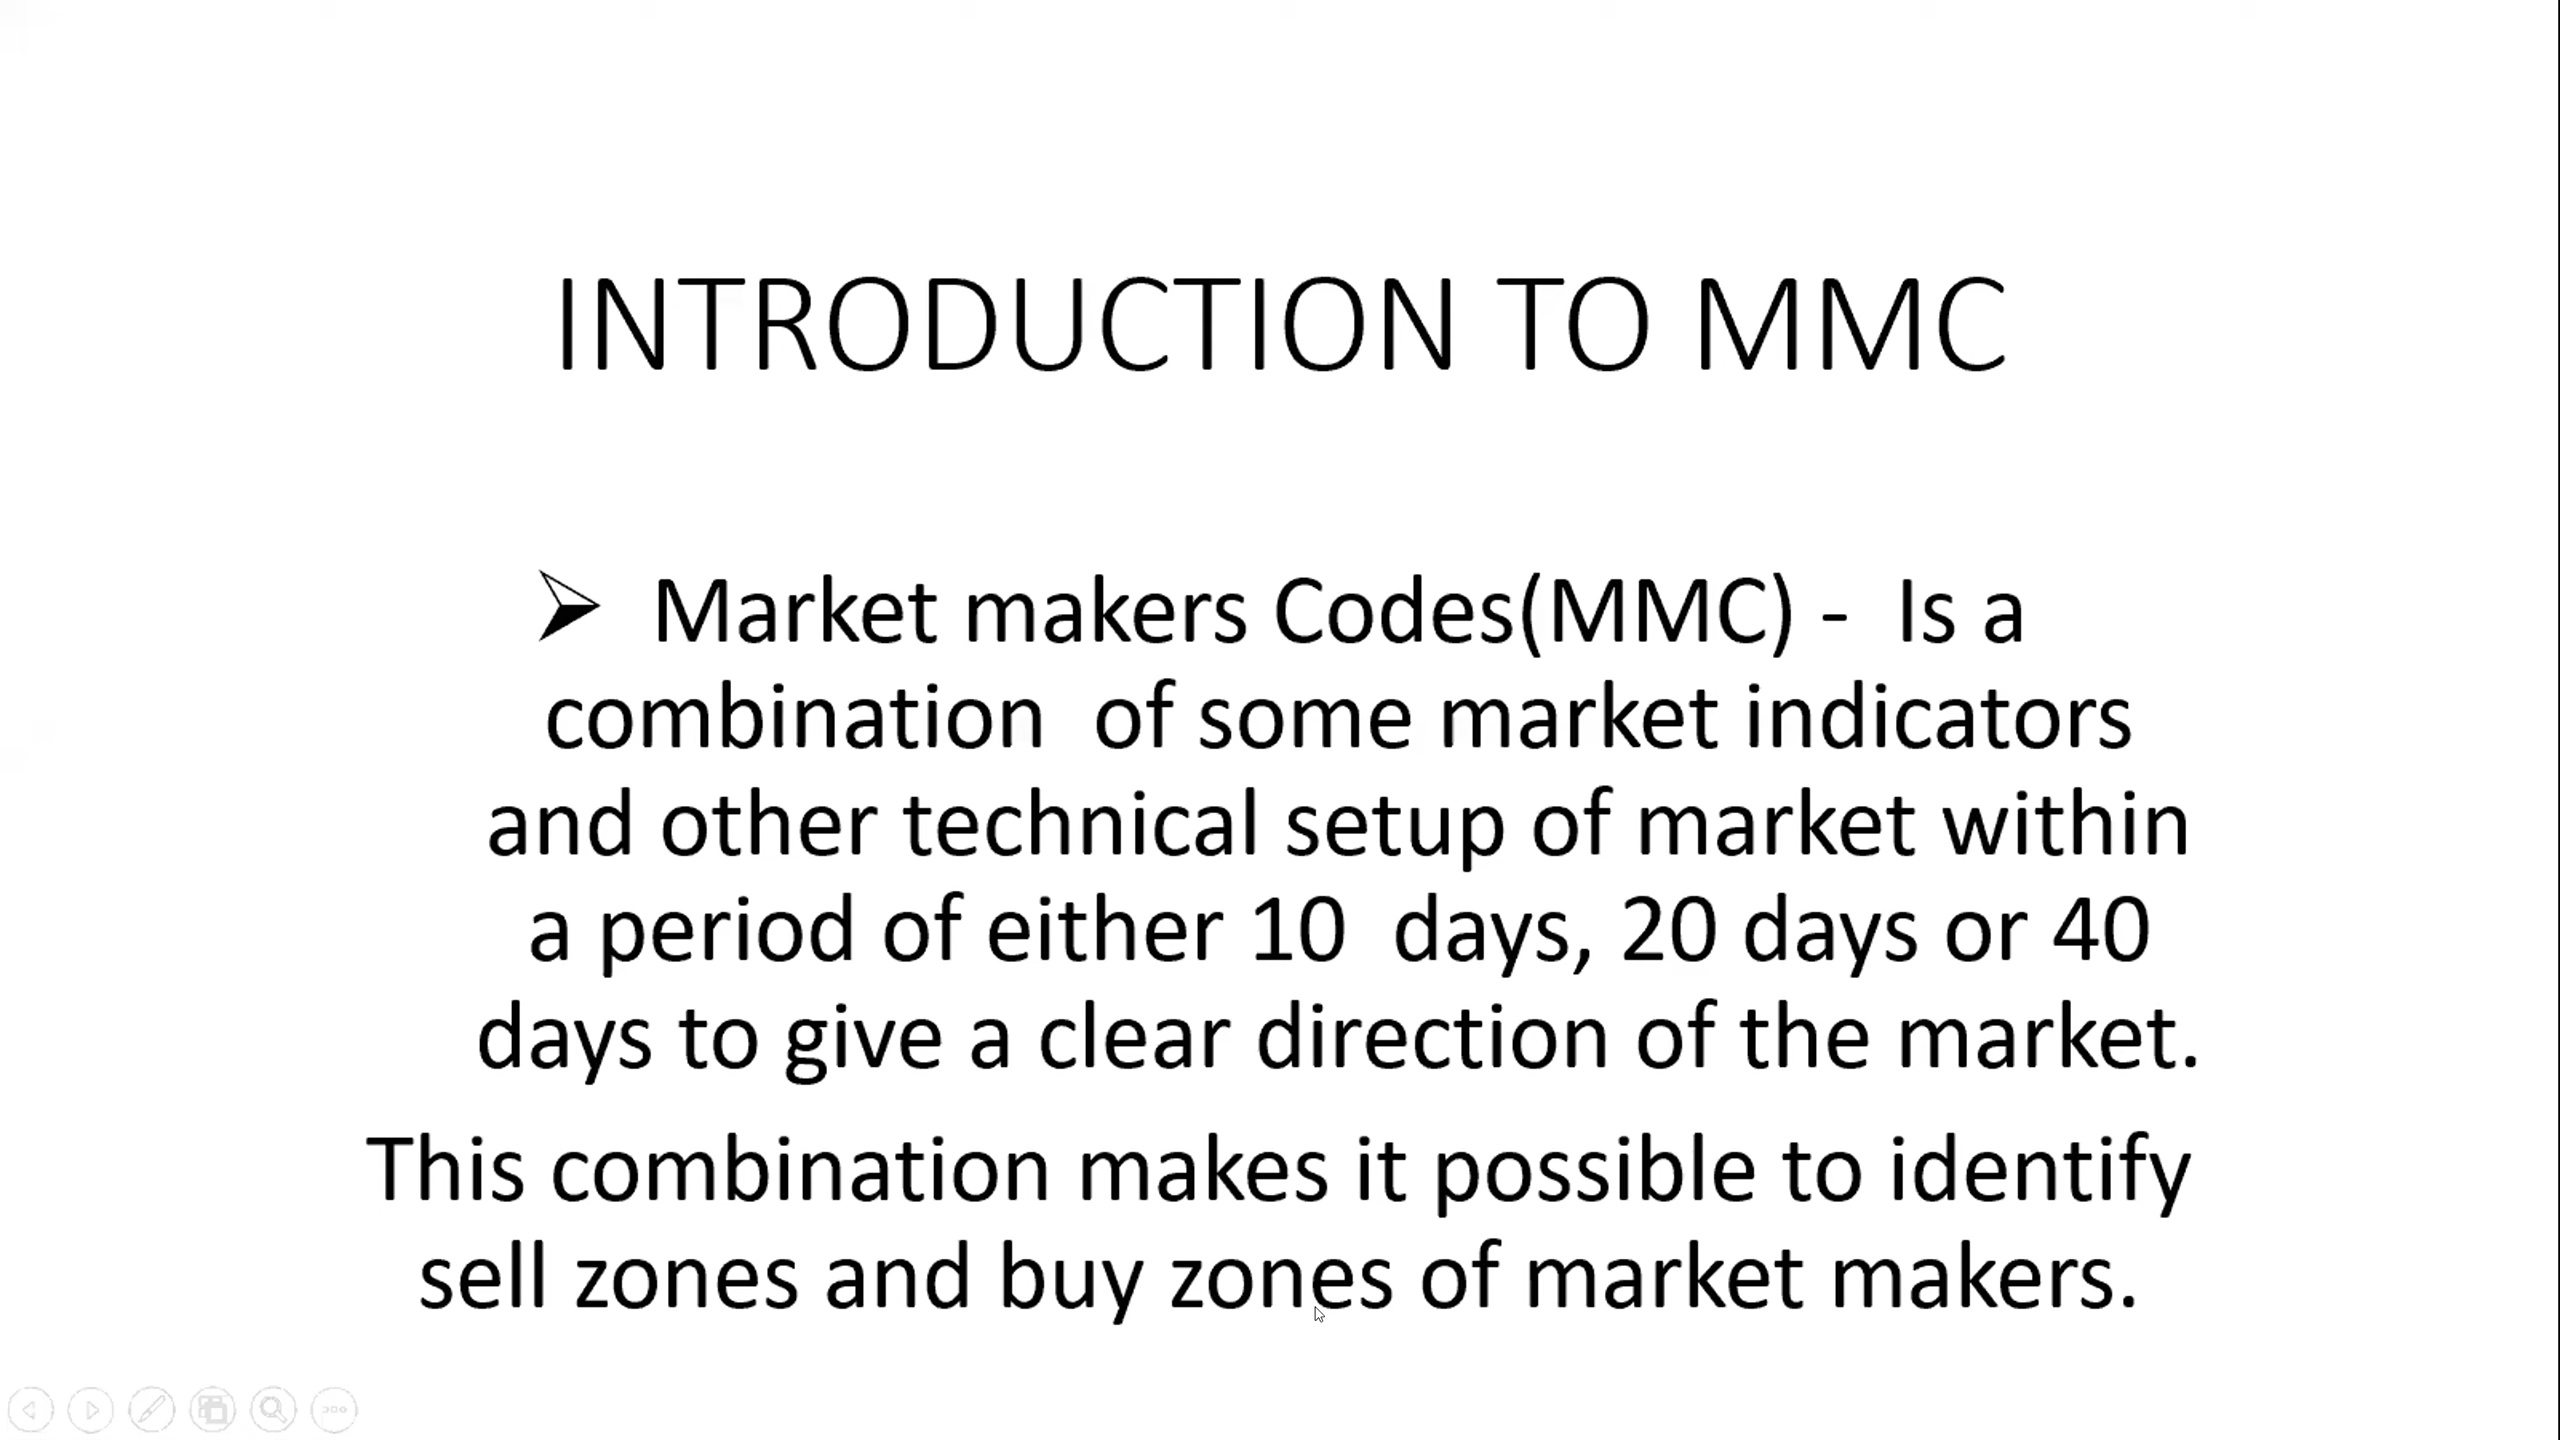 INTRODUCTION TO MMC
➢ Market makers Codes(MMC) - Is a
combination of some market indicators
and other technical setup of market within
a period of either 10 days, 20 days or 40
days to give a clear direction of the market.
This combination makes it possible to identify
sell zones and buy zones of market makers.